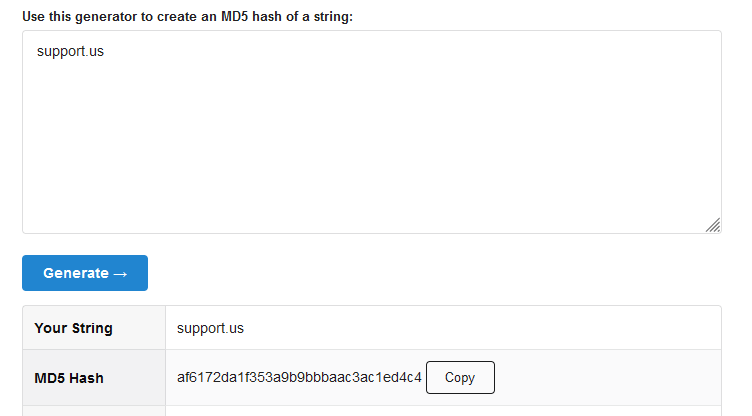 Use this generator to create an MD5 hash of a string:
support.us
Generate →
Your String
support.us
MD5 Hash
af6172da1f353a9b9bbbaac3ac1ed4c4
Copy